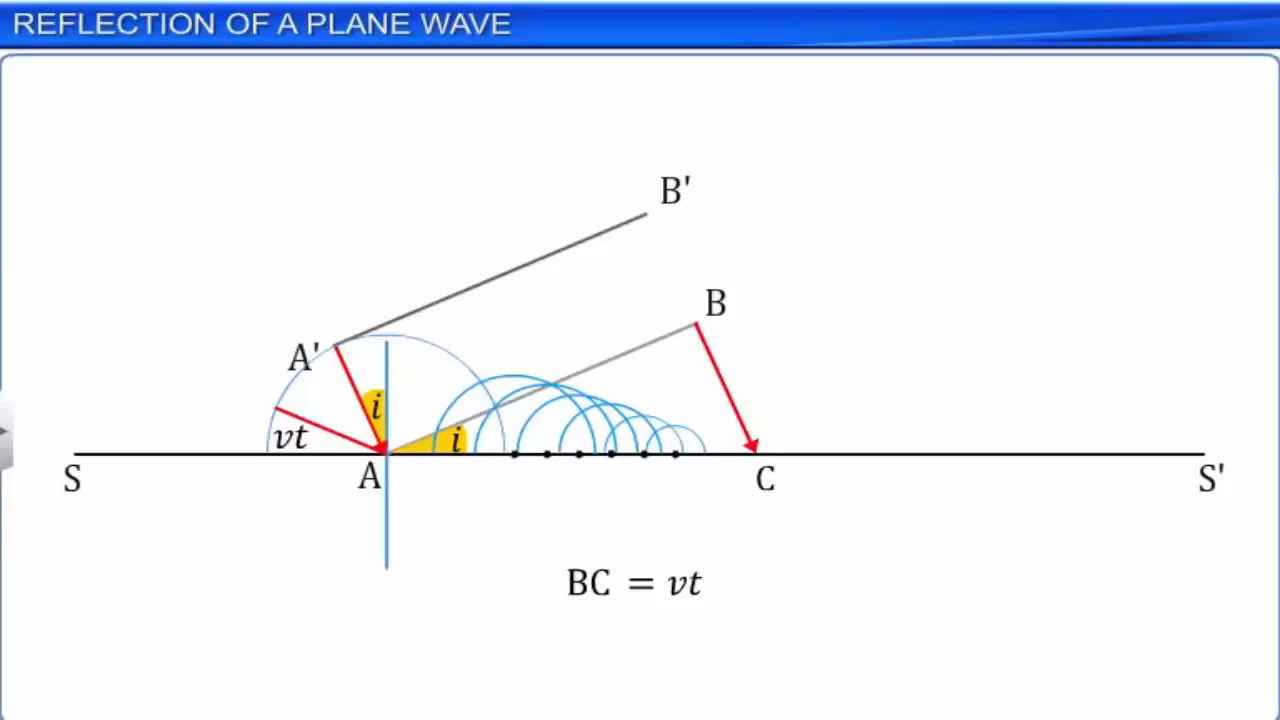 REFLECTION OF A PLANE WAVE
B'
B
A'
i
vt
i
S
A
C
S'
BC = vt